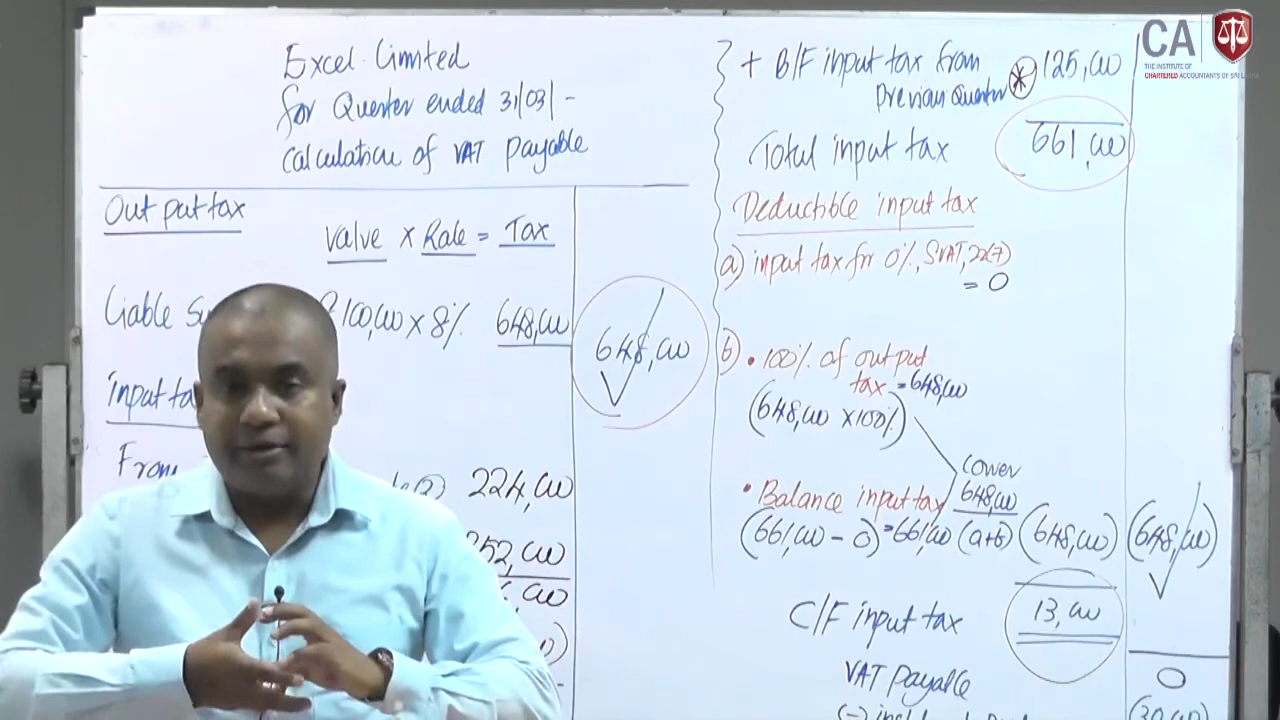 Excel Limited
for Quarter ended 31/03/-
Calculation of VAT Payable
Out put tax
Value × Rate = Tax
Liable
100,000 × 8% 648,000
648,000
input ta
From
224,000
252,000
+ B/F input tax from
Previous Quarter * 125,000
Total input tax 661,000
Deductible input tax
a) input tax for 0%, SVAT, 22(7)
= 0
b) • 100% of output
tax = 648,000
(648,000 × 100%)
Lower
• Balance input tax 648,000
(661,000 - 0) = 661,000 (a+b) (648,000) (648,000)
C/F input tax 13,000
VAT Payable 0
CA
THE INSTITUTE OF
CHARTERED ACCOUNTANTS OF SRI LANKA